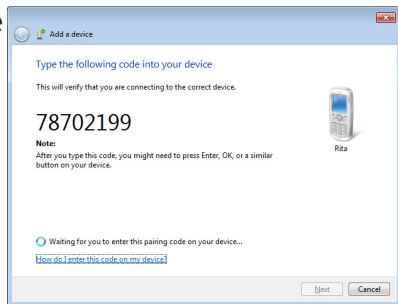 e
Add a device
Type the following code into your device
This will verify that you are connecting to the correct device.
78702199
Note:
After you type this code, you might need to press Enter, OK, or a similar
button on your device.
Rita
Waiting for you to enter this pairing code on your device...
How do I enter this code on my device?
Next Cancel